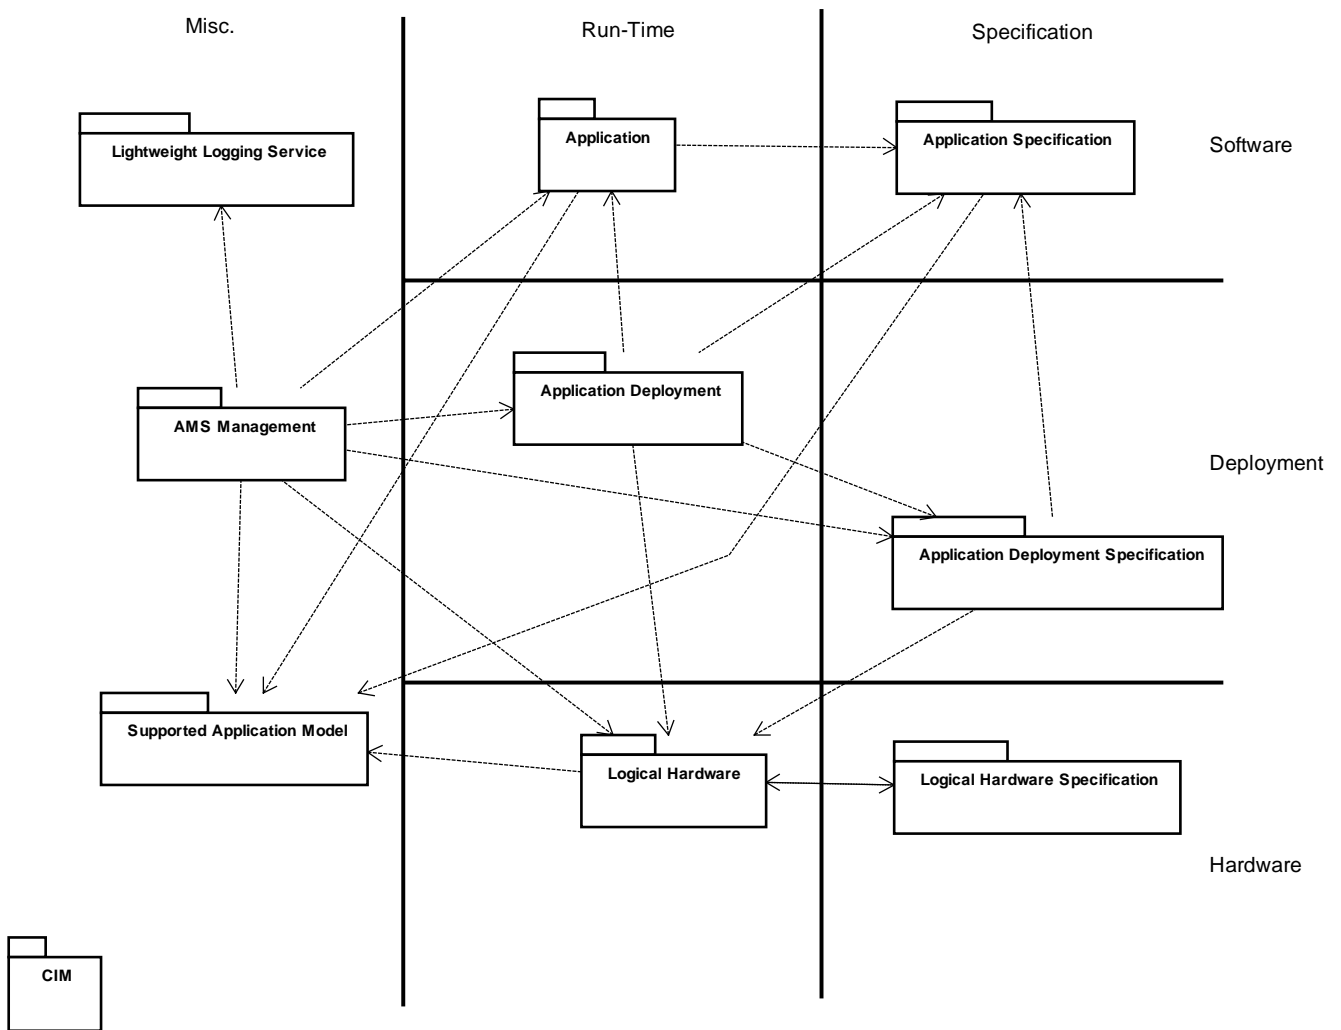 Misc.
Run-Time
Specification
Lightweight Logging Service
Application
Application Specification
Software
AMS Management
Application Deployment
Deployment
Application Deployment Specification
Supported Application Model
Logical Hardware
Logical Hardware Specification
Hardware
CIM